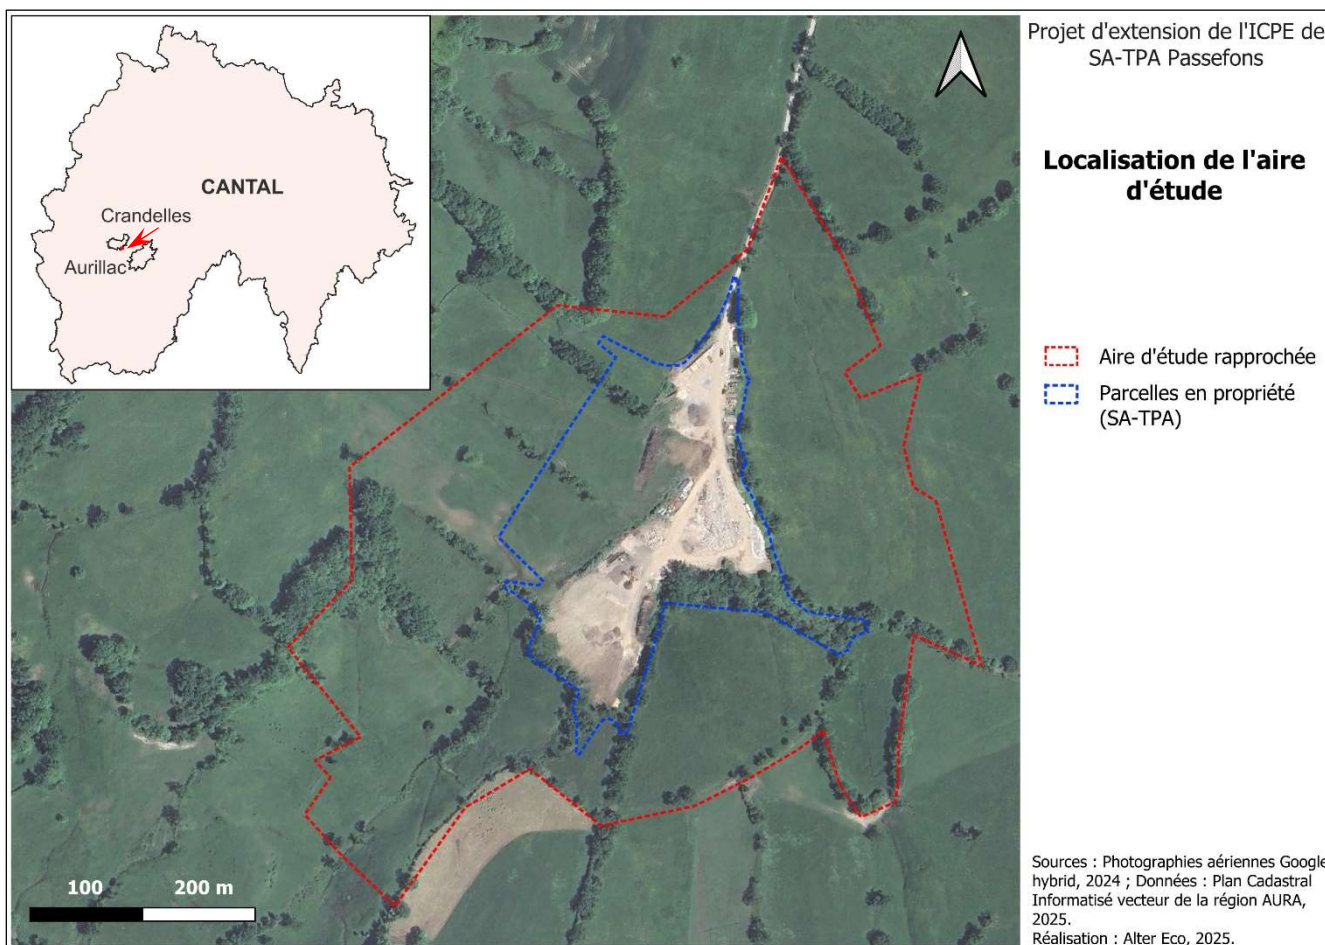 Projet d'extension de l'ICPE de
SA-TPA Passefons
Localisation de l'aire
d'étude
CANTAL
Crandelles
Aurillac
Aire d'étude rapprochée
Parcelles en propriété
(SA-TPA)
100
200 m
Sources : Photographies aériennes Google
hybrid, 2024 ; Données : Plan Cadastral
Informatisé vecteur de la région AURA,
2025.
Réalisation : Alter Eco, 2025.